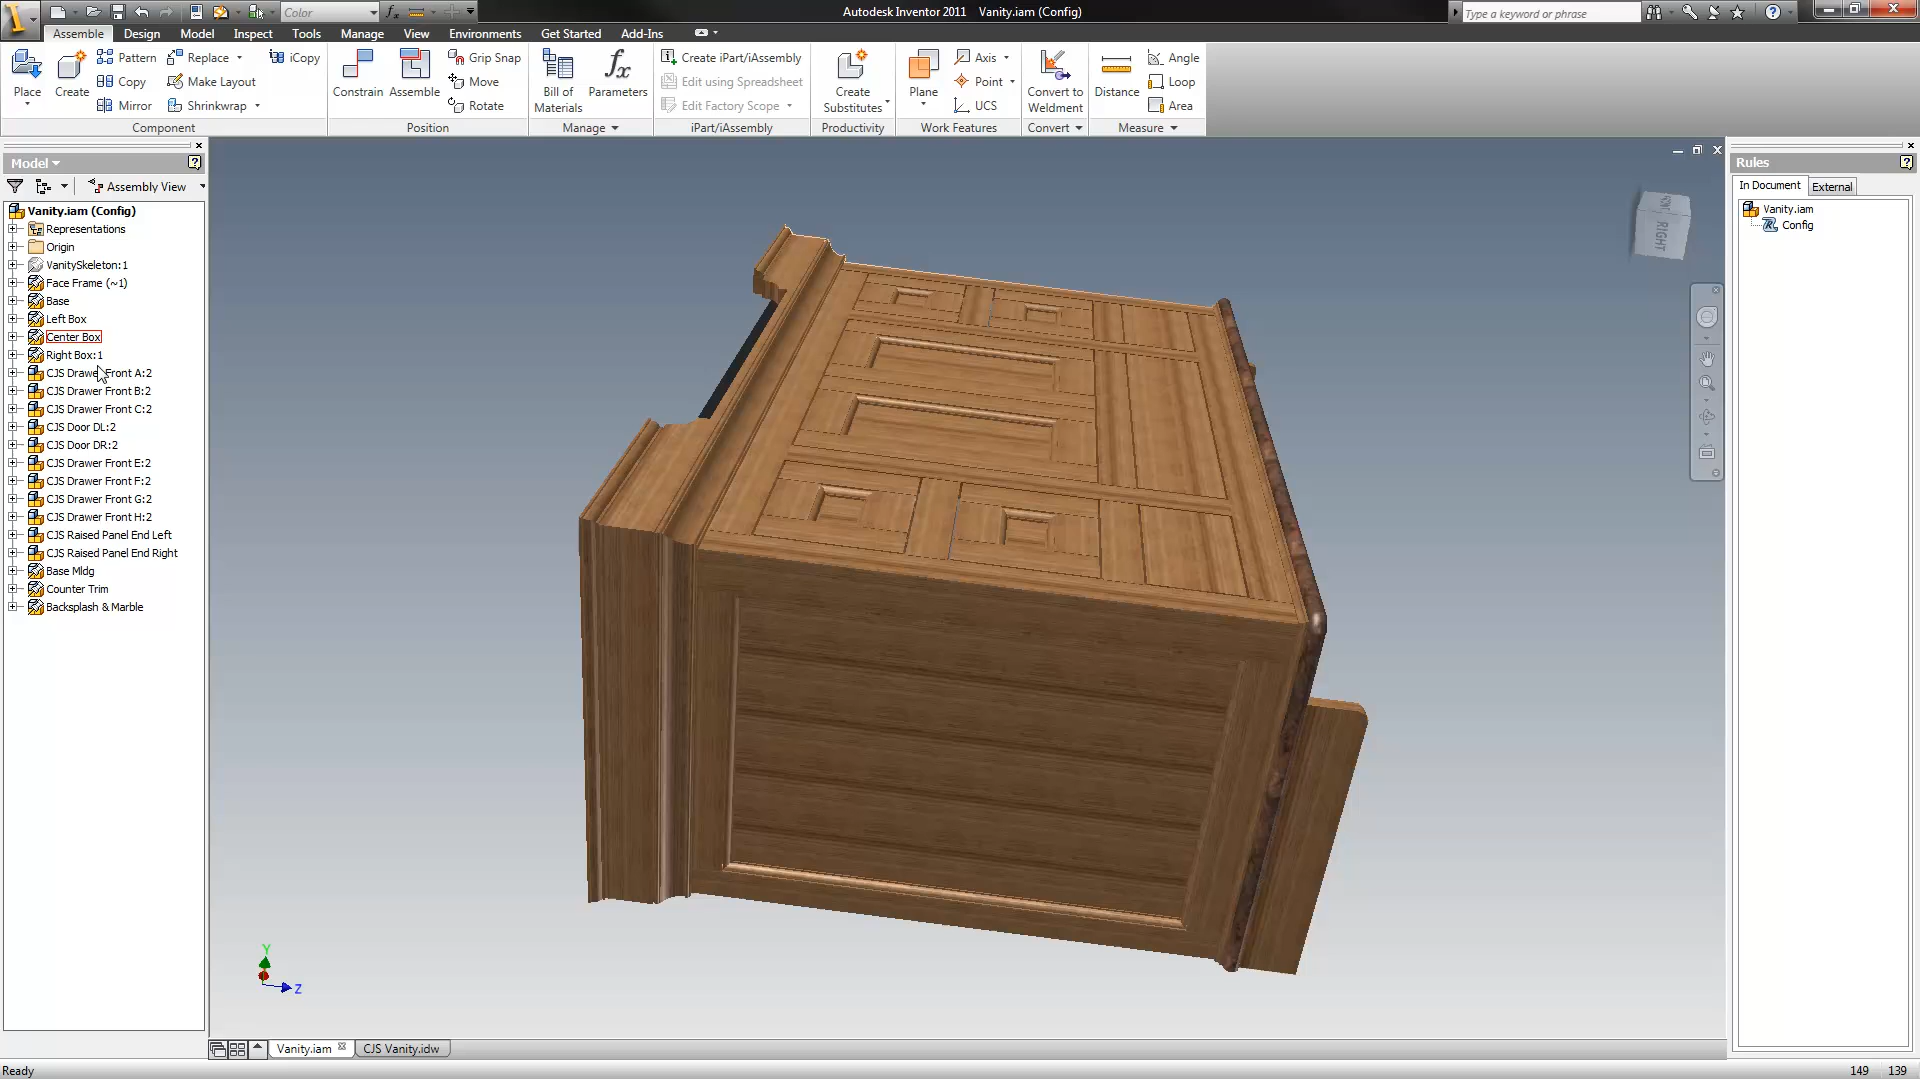 Color
Autodesk Inventor 2011 Vanity.iam (Config)
Type a keyword or phrase
Assemble Design Model Inspect Tools Manage View Environments Get Started Add-Ins
Place
Create
Pattern
Copy
Mirror
Replace
Make Layout
Shrinkwrap
iCopy
Component
Constrain
Assemble
Grip Snap
Move
Rotate
Position
Bill of
Materials
fx
Parameters
Manage
Create iPart/iAssembly
Edit using Spreadsheet
Edit Factory Scope
iPart/iAssembly
Create
Substitutes
Productivity
Plane
Axis
Point
UCS
Work Features
Convert to
Weldment
Convert
Distance
Angle
Loop
Area
Measure
Model
Assembly View
Vanity.iam (Config)
Representations
Origin
VanitySkeleton:1
Face Frame (~1)
Base
Left Box
Center Box
Right Box:1
CJS Drawer Front A:2
CJS Drawer Front B:2
CJS Drawer Front C:2
CJS Door DL:2
CJS Door DR:2
CJS Drawer Front E:2
CJS Drawer Front F:2
CJS Drawer Front G:2
CJS Drawer Front H:2
CJS Raised Panel End Left
CJS Raised Panel End Right
Base Mldg
Counter Trim
Backsplash & Marble
RIGHT
Y
Z
Rules
In Document External
Vanity.iam
Config
Vanity.iam CJS Vanity.idw
Ready 149 139